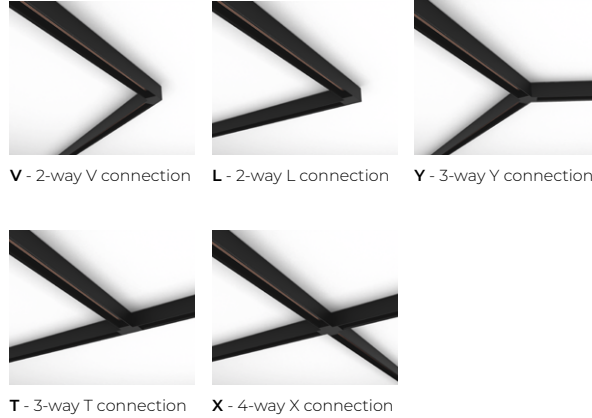 V - 2-way V connection
L - 2-way L connection
Y - 3-way Y connection
T - 3-way T connection
X - 4-way X connection